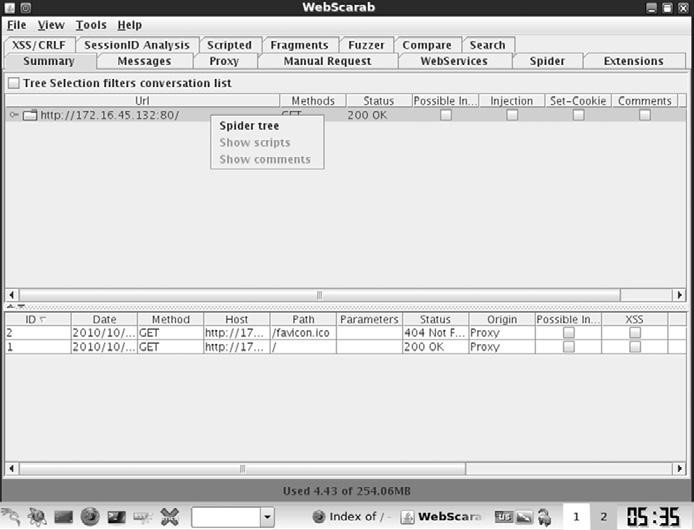 WebScarab
File View Tools Help
XSS/CRLF SessionID Analysis Scripted Fragments Fuzzer Compare Search
Summary Messages Proxy Manual Request WebServices Spider Extensions
Tree Selection filters conversation list
Url Methods Status Possible In... Injection Set-Cookie Comments
http://172.16.45.132:80/ GET 200 OK
Spider tree
Show scripts
Show comments
ID Date Method Host Path Parameters Status Origin Possible In... XSS
2 2010/10/... GET http://17... /favicon.ico 404 Not F... Proxy
1 2010/10/... GET http://17... / 200 OK Proxy
Used 4.43 of 254.06MB
Index of / - WebScara US 1 2 05:35